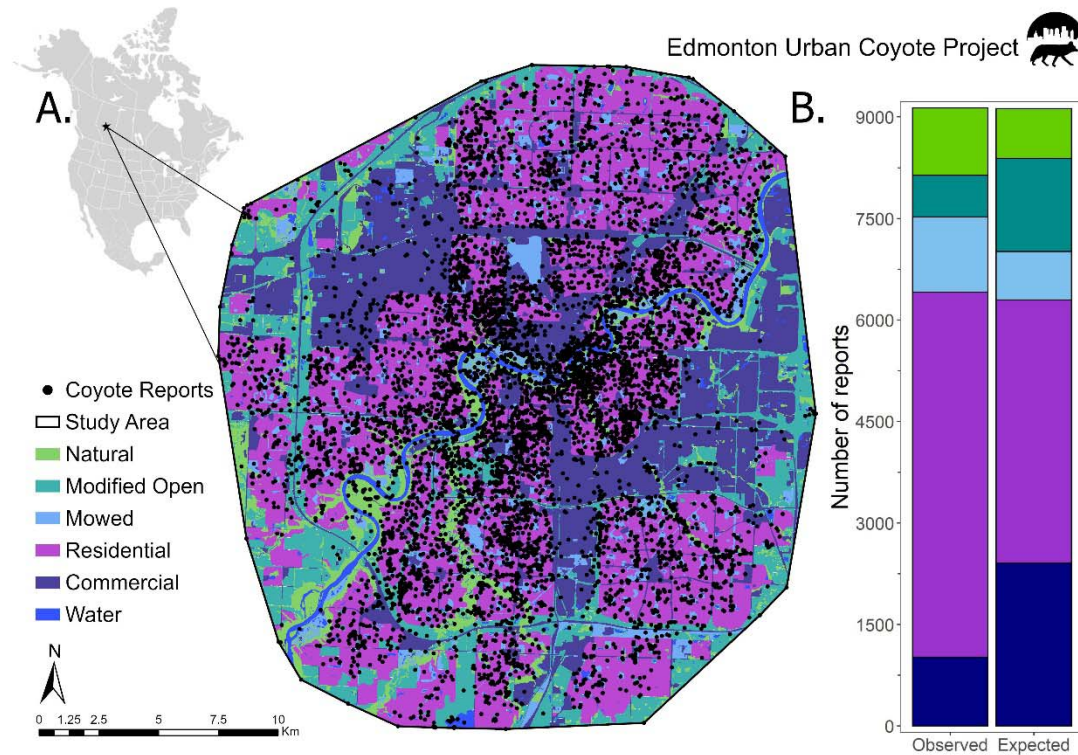 Edmonton Urban Coyote Project
A.
B.
Coyote Reports
Study Area
Natural
Modified Open
Mowed
Residential
Commercial
Water
N
0 1.25 2.5 5 7.5 10
Km
Number of reports
9000
7500
6000
4500
3000
1500
0
Observed Expected